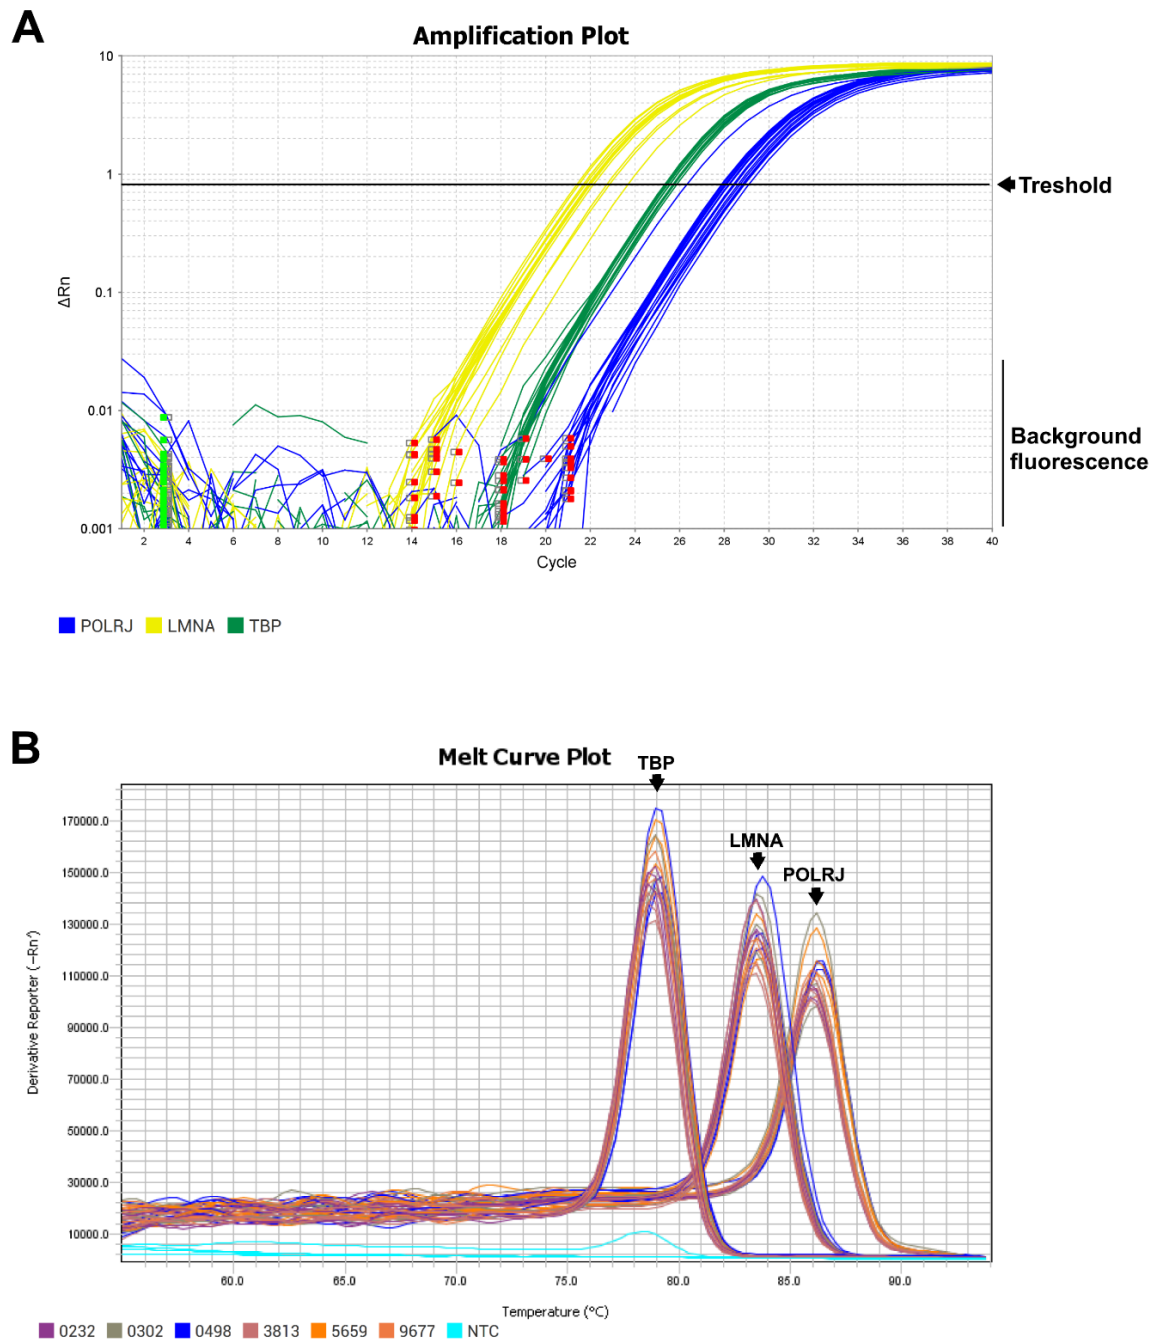 A
Amplification Plot
10
1
0.1
0.01
0.001
ΔRn
2 4 6 8 10 12 14 16 18 20 22 24 26 28 30 32 34 36 38 40
Cycle
Treshold
Background
fluorescence
POLRJ LMNA TBP
B
Melt Curve Plot
TBP
LMNA
POLRJ
170000.0
150000.0
130000.0
110000.0
90000.0
70000.0
50000.0
30000.0
10000.0
Derivative Reporter (-Rn')
60.0 65.0 70.0 75.0 80.0 85.0 90.0
Temperature (°C)
0232 0302 0498 3813 5659 9677 NTC